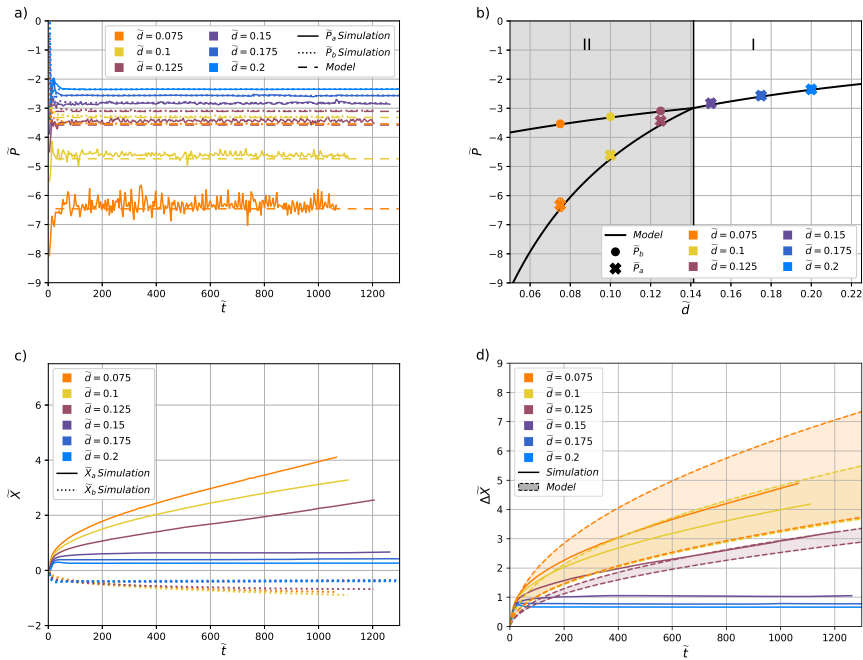 a)
0
−1
−2
−3
−4
−5
−6
−7
−8
−9
P̃
0 200 400 600 800 1000 1200
t̃
d̃ = 0.075
d̃ = 0.1
d̃ = 0.125
d̃ = 0.15
d̃ = 0.175
d̃ = 0.2
P̃a Simulation
P̃b Simulation
Model
b)
II
I
0
−1
−2
−3
−4
−5
−6
−7
−8
−9
P̃
Model
P̃b
P̃a
d̃ = 0.075
d̃ = 0.1
d̃ = 0.125
d̃ = 0.15
d̃ = 0.175
d̃ = 0.2
0.06 0.08 0.10 0.12 0.14 0.16 0.18 0.20 0.22
d̃
c)
6
4
2
0
−2
X̃
d̃ = 0.075
d̃ = 0.1
d̃ = 0.125
d̃ = 0.15
d̃ = 0.175
d̃ = 0.2
X̃a Simulation
X̃b Simulation
0 200 400 600 800 1000 1200
t̃
d)
9
8
7
6
5
4
3
2
1
0
ΔX̃
d̃ = 0.075
d̃ = 0.1
d̃ = 0.125
d̃ = 0.15
d̃ = 0.175
d̃ = 0.2
Simulation
Model
0 200 400 600 800 1000 1200
t̃